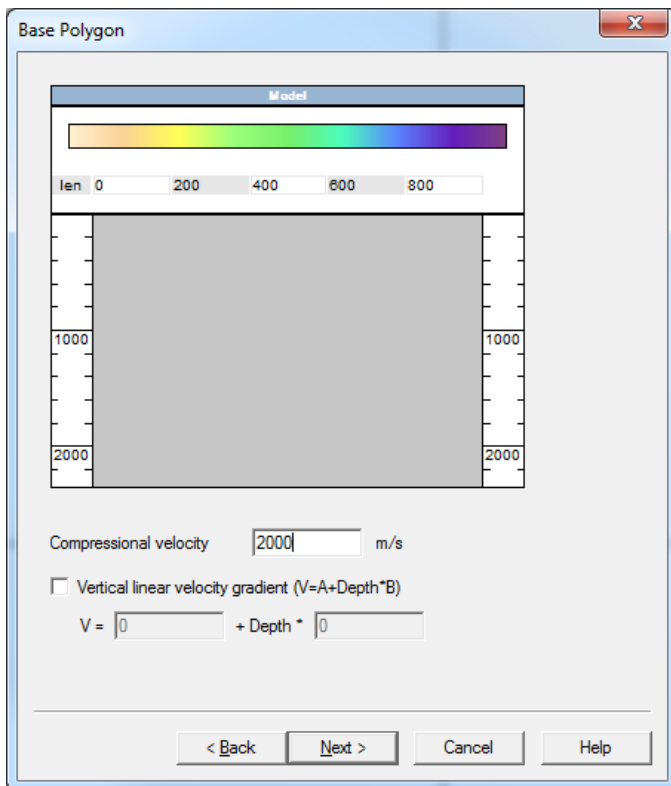 Base Polygon
Model
len 0 200 400 600 800
1000 1000
2000 2000
Compressional velocity 2000 m/s
Vertical linear velocity gradient (V=A+Depth*B)
V = 0 + Depth * 0
< Back Next > Cancel Help